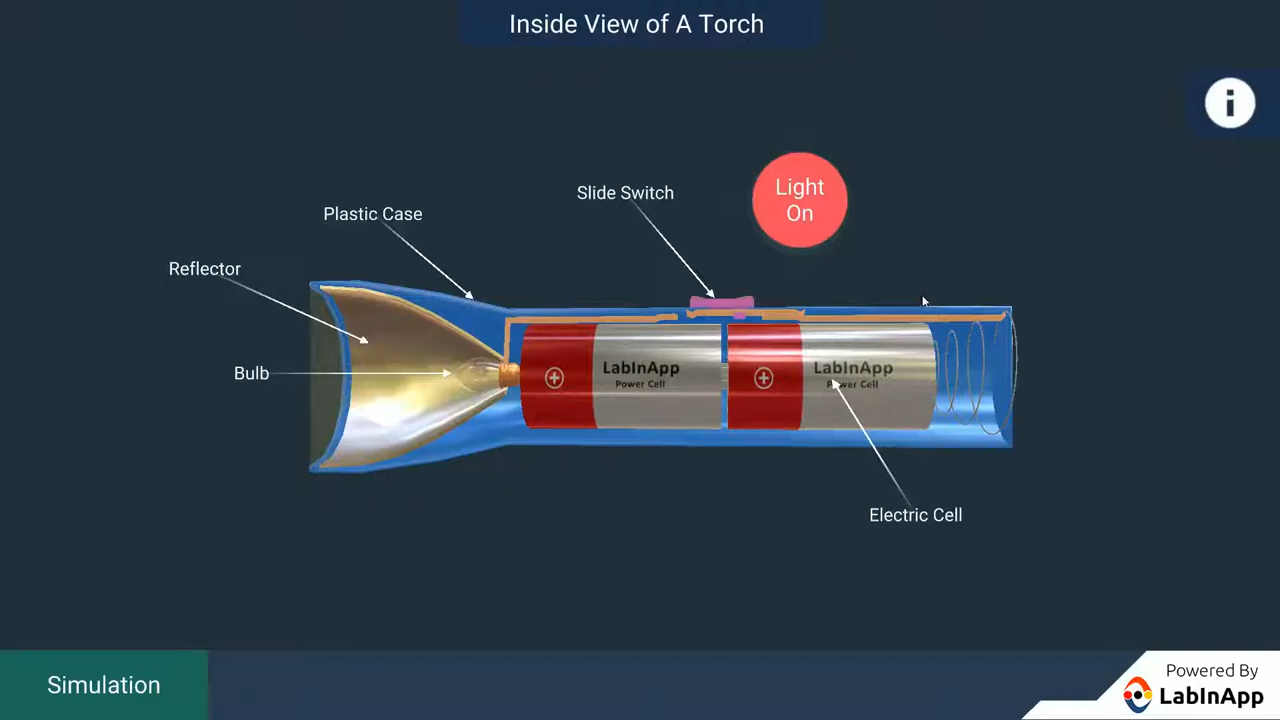 Inside View of A Torch
i
Light
On
Slide Switch
Plastic Case
Reflector
Bulb
LabInApp
Power Cell
LabInApp
Power Cell
Electric Cell
Simulation
Powered By
LabInApp